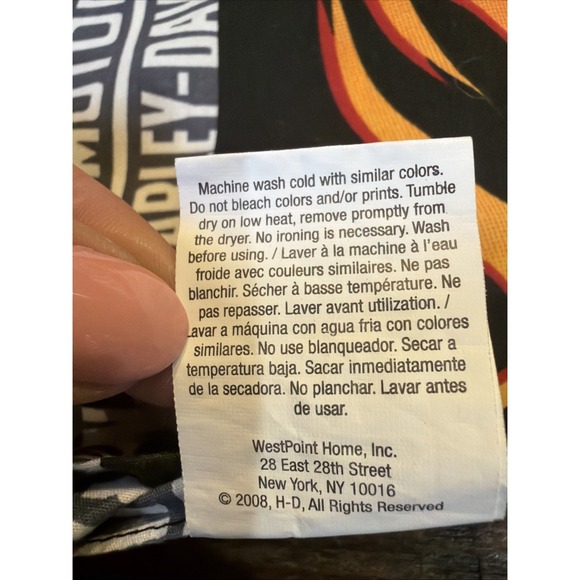 MOTOR
HARLEY-DAV
Machine wash cold with similar colors.
Do not bleach colors and/or prints. Tumble
dry on low heat, remove promptly from
the dryer. No ironing is necessary. Wash
before using. / Laver à la machine à l'eau
froide avec couleurs similaires. Ne pas
blanchir. Sécher à basse température. Ne
pas repasser. Laver avant utilization. /
Lavar a máquina con agua fria con colores
similares. No use blanqueador. Secar a
temperatura baja. Sacar inmediatamente
de la secadora. No planchar. Lavar antes
de usar.
WestPoint Home, Inc.
28 East 28th Street
New York, NY 10016
© 2008, H-D, All Rights Reserved